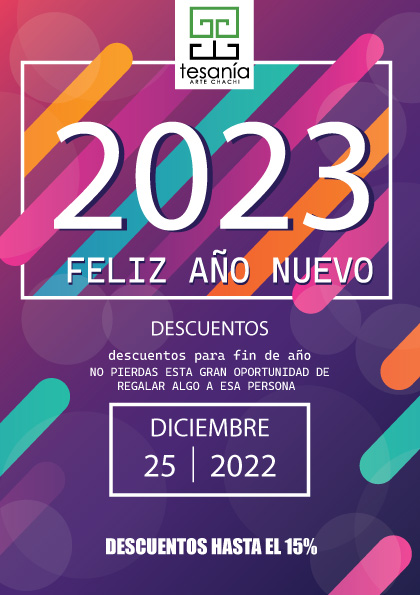 tesanía
ARTE CHACHI
2023
FELIZ AÑO NUEVO
DESCUENTOS
descuentos para fin de año
NO PIERDAS ESTA GRAN OPORTUNIDAD DE
REGALAR ALGO A ESA PERSONA
DICIEMBRE
25 | 2022
DESCUENTOS HASTA EL 15%